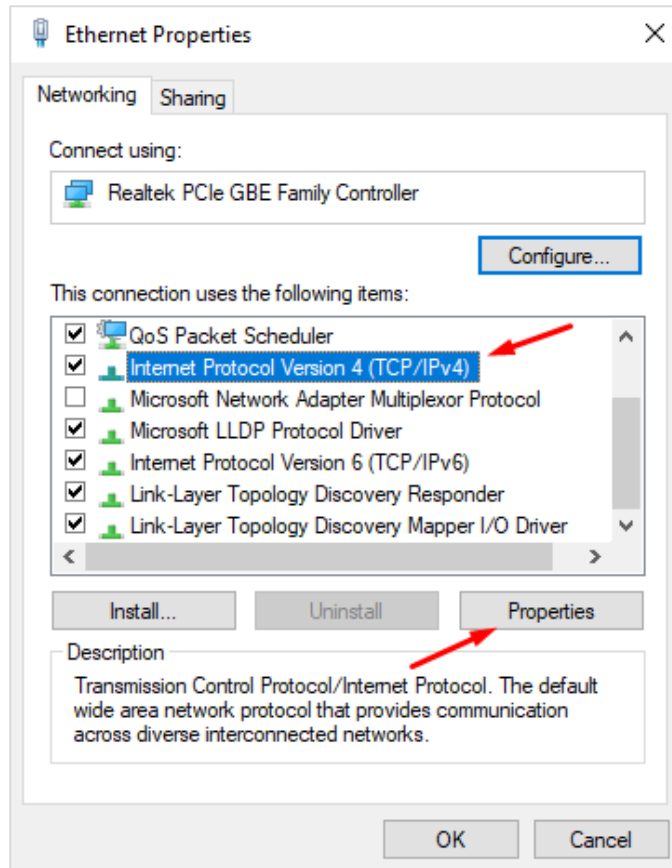 Ethernet Properties
Networking
Sharing
Connect using:
Realtek PCIe GBE Family Controller
Configure...
This connection uses the following items:
QoS Packet Scheduler
Internet Protocol Version 4 (TCP/IPv4)
Microsoft Network Adapter Multiplexor Protocol
Microsoft LLDP Protocol Driver
Internet Protocol Version 6 (TCP/IPv6)
Link-Layer Topology Discovery Responder
Link-Layer Topology Discovery Mapper I/O Driver
Install...
Uninstall
Properties
Description
Transmission Control Protocol/Internet Protocol. The default
wide area network protocol that provides communication
across diverse interconnected networks.
OK
Cancel